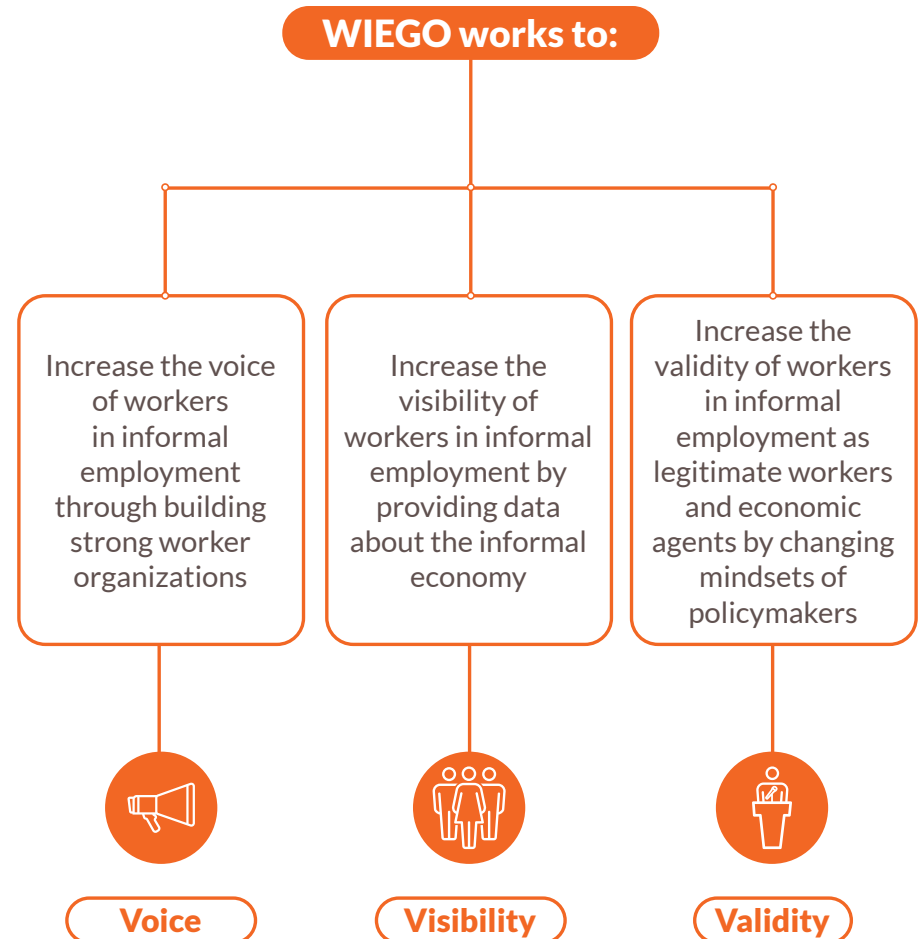 WIEGO works to:
Increase the voice
of workers
in informal
employment
through building
strong worker
organizations
Increase the
visibility of
workers in informal
employment by
providing data
about the informal
economy
Increase the
validity of workers
in informal
employment as
legitimate workers
and economic
agents by changing
mindsets of
policymakers
Voice
Visibility
Validity